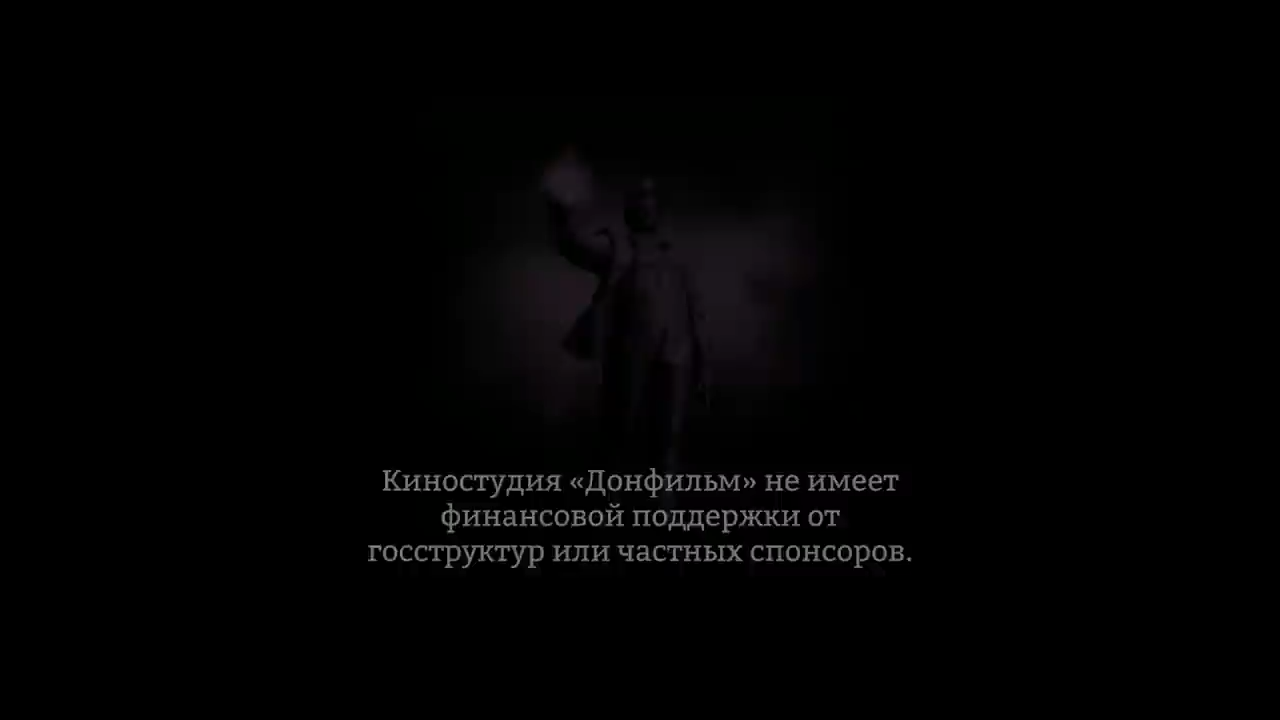 Киностудия «Донфильм» не имеет
финансовой поддержки от
госструктур или частных спонсоров.